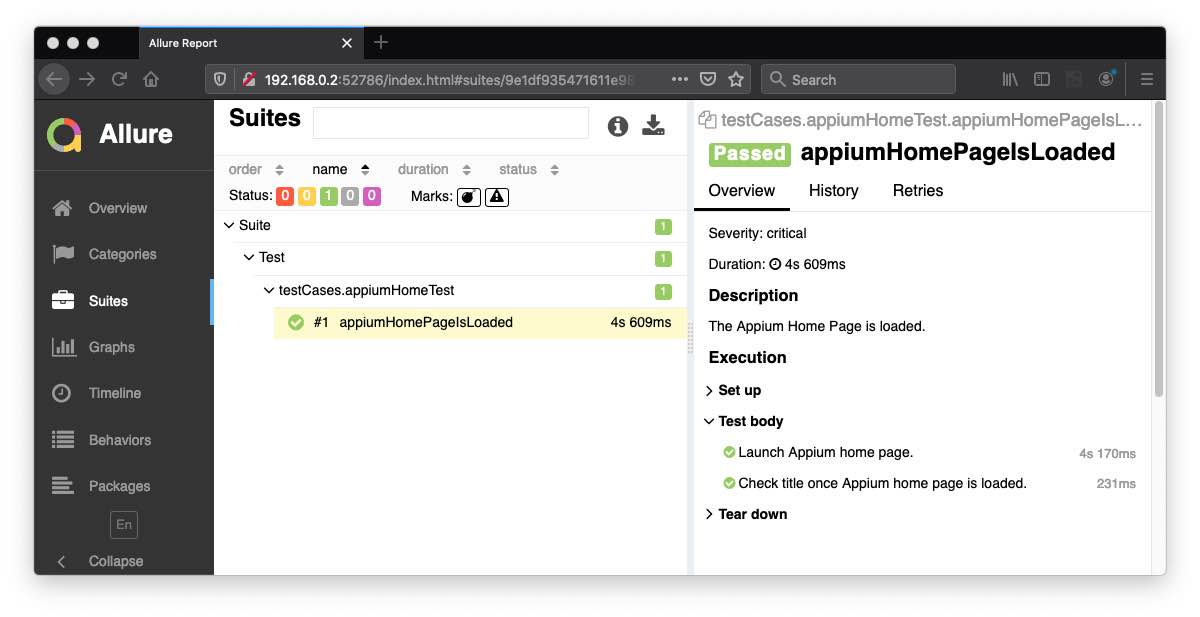 Allure Report
192.168.0.2:52786/index.html#suites/9e1df935471611e98
Search
Allure
Overview
Categories
Suites
Graphs
Timeline
Behaviors
Packages
En
Collapse
Suites
order name duration status
Status: 0 0 1 0 0 Marks:
Suite 1
Test 1
testCases.appiumHomeTest 1
#1 appiumHomePageIsLoaded 4s 609ms
testCases.appiumHomeTest.appiumHomePageIsL...
Passed appiumHomePageIsLoaded
Overview History Retries
Severity: critical
Duration: 4s 609ms
Description
The Appium Home Page is loaded.
Execution
Set up
Test body
Launch Appium home page. 4s 170ms
Check title once Appium home page is loaded. 231ms
Tear down